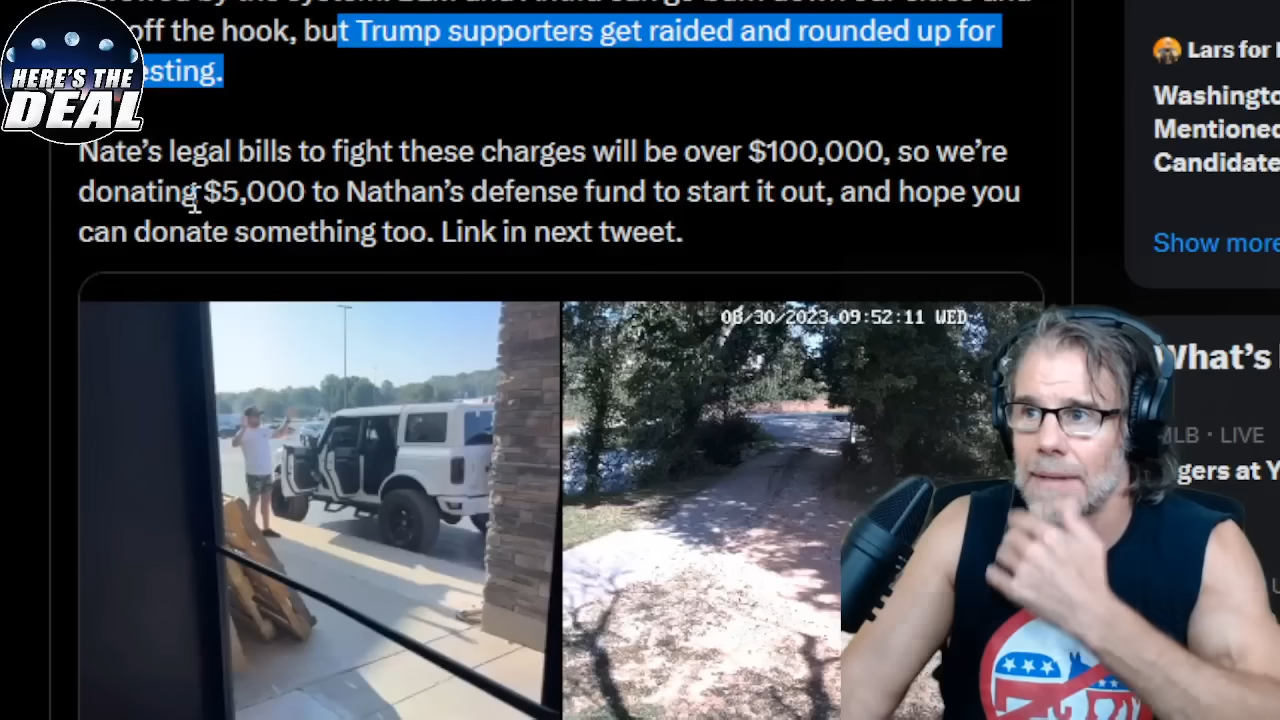 off the hook, but Trump supporters get raided and rounded up for
esting.
HERE'S THE
DEAL
Nate's legal bills to fight these charges will be over $100,000, so we're
donating $5,000 to Nathan's defense fund to start it out, and hope you
can donate something too. Link in next tweet.
08/30/2023 09:52:11 WED
Lars for
Washingto
Mentioned
Candidate
Show more
What's
MLB · LIVE
gers at Y